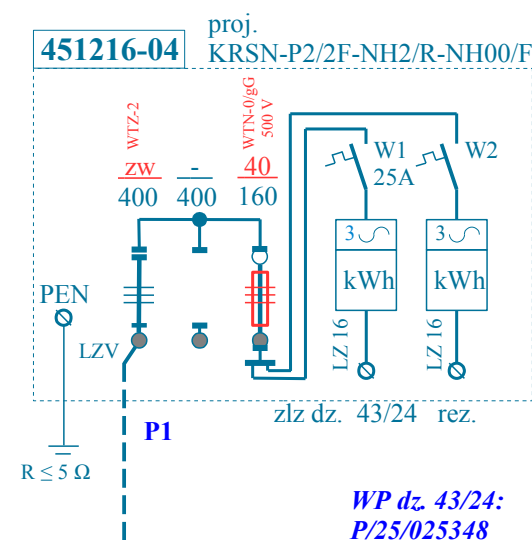 proj.
451216-04 KRSN-P2/2F-NH2/R-NH00/F
WTZ-2
WTN-0/gG
500 V
zw - 40
400 400 160
W1 W2
25A
3 3
kWh kWh
PEN
LZV
LZ 16 LZ 16
P1
zlz dz. 43/24 rez.
R ≤ 5 Ω
WP dz. 43/24:
P/25/025348